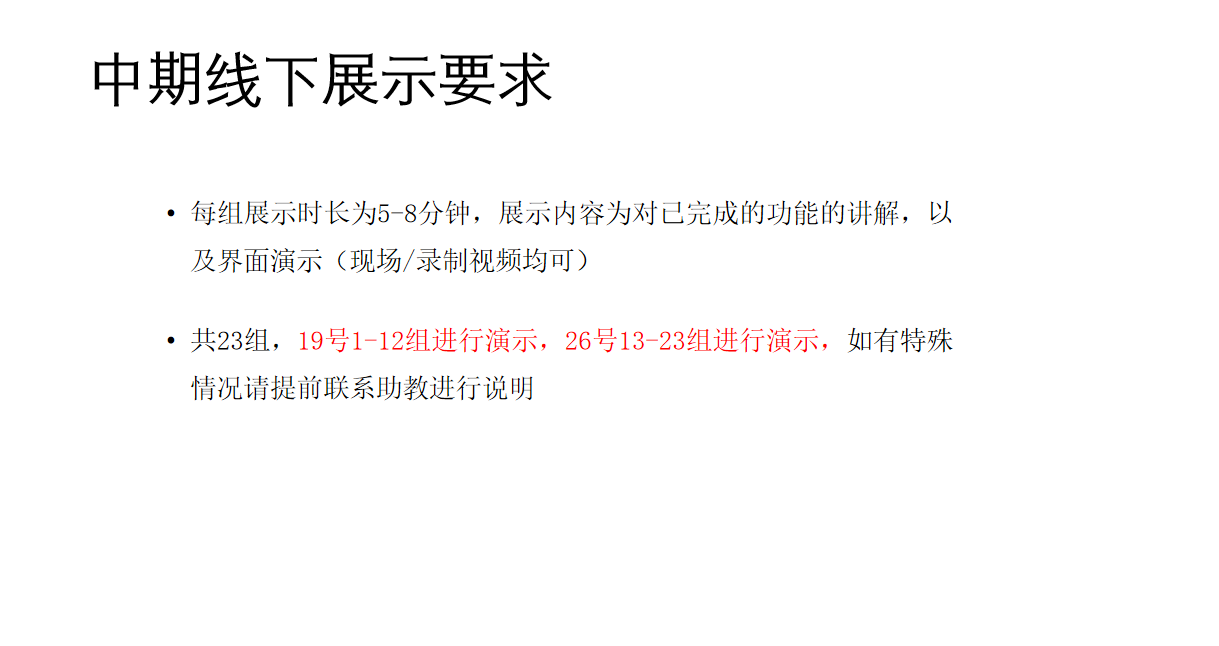 中期线下展示要求
• 每组展示时长为5-8分钟，展示内容为对已完成的功能的讲解，以
及界面演示（现场/录制视频均可）
• 共23组，19号1-12组进行演示，26号13-23组进行演示，如有特殊
情况请提前联系助教进行说明